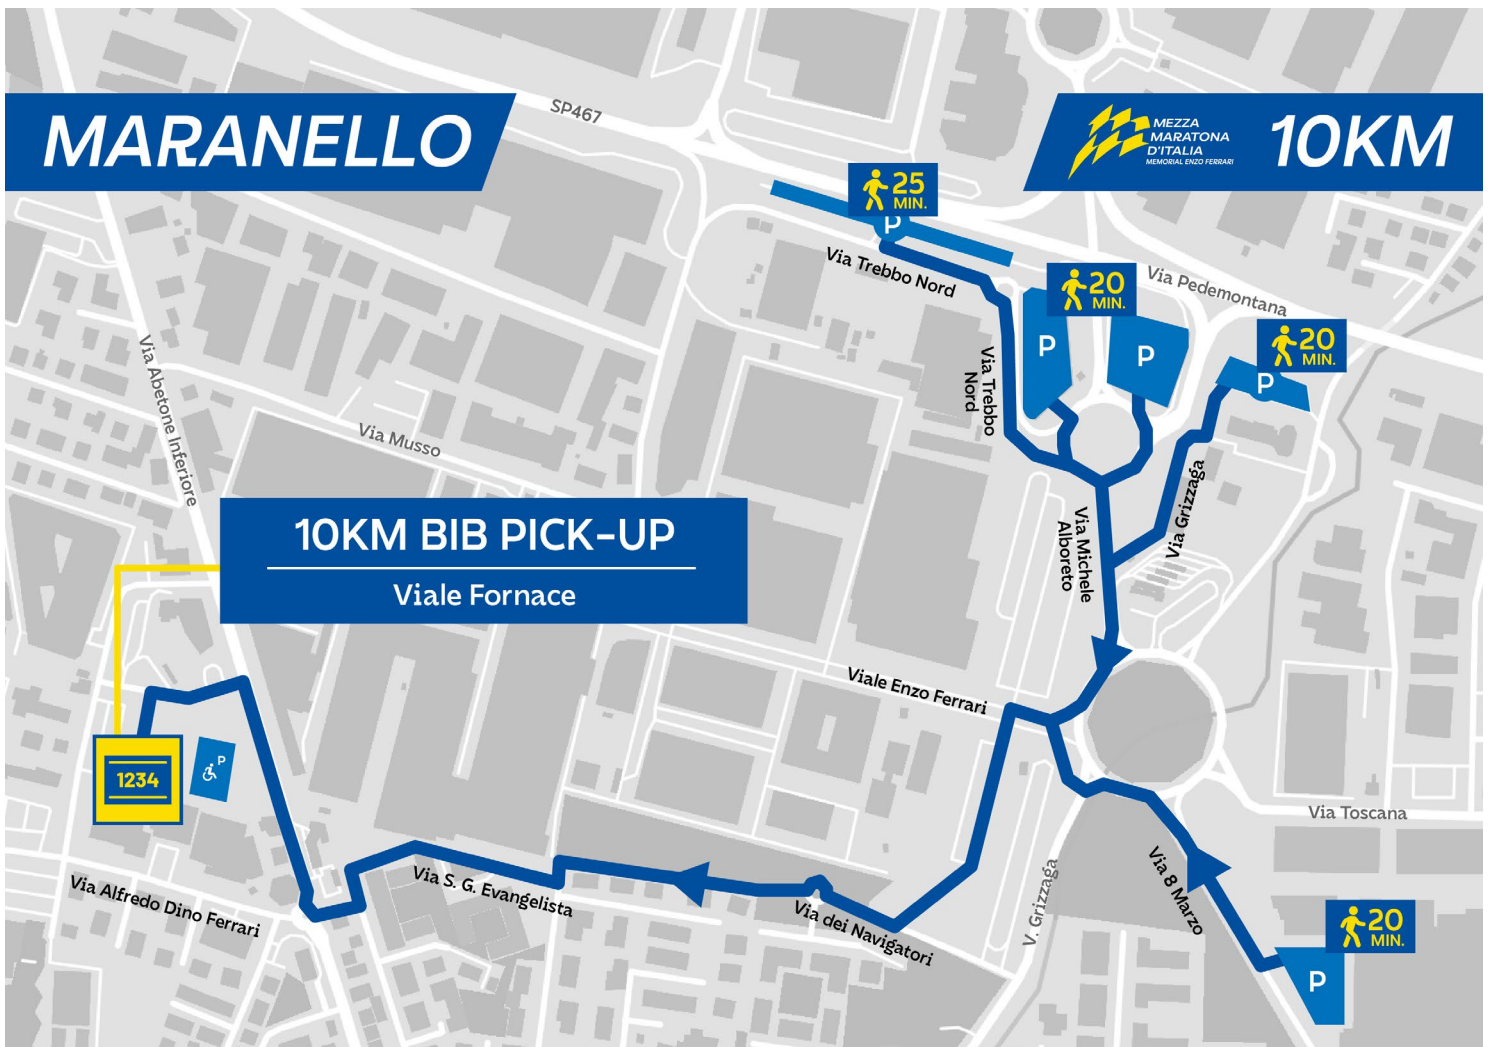 MARANELLO
SP467
MEZZA
MARATONA
D'ITALIA
MEMORIAL ENZO FERRARI
10KM
25
MIN.
P
Via Trebbo Nord
20
MIN.
Via Pedemontana
P
P
20
MIN.
P
Via Trebbo
Nord
Via Abetone Inferiore
Via Musso
Via Grizzaga
10KM BIB PICK-UP
Viale Fornace
Via Michele
Alboreto
Viale Enzo Ferrari
P
1234
Via Toscana
Via S. G. Evangelista
Via Alfredo Dino Ferrari
Via dei Navigatori
V. Grizzaga
Via 8 Marzo
20
MIN.
P